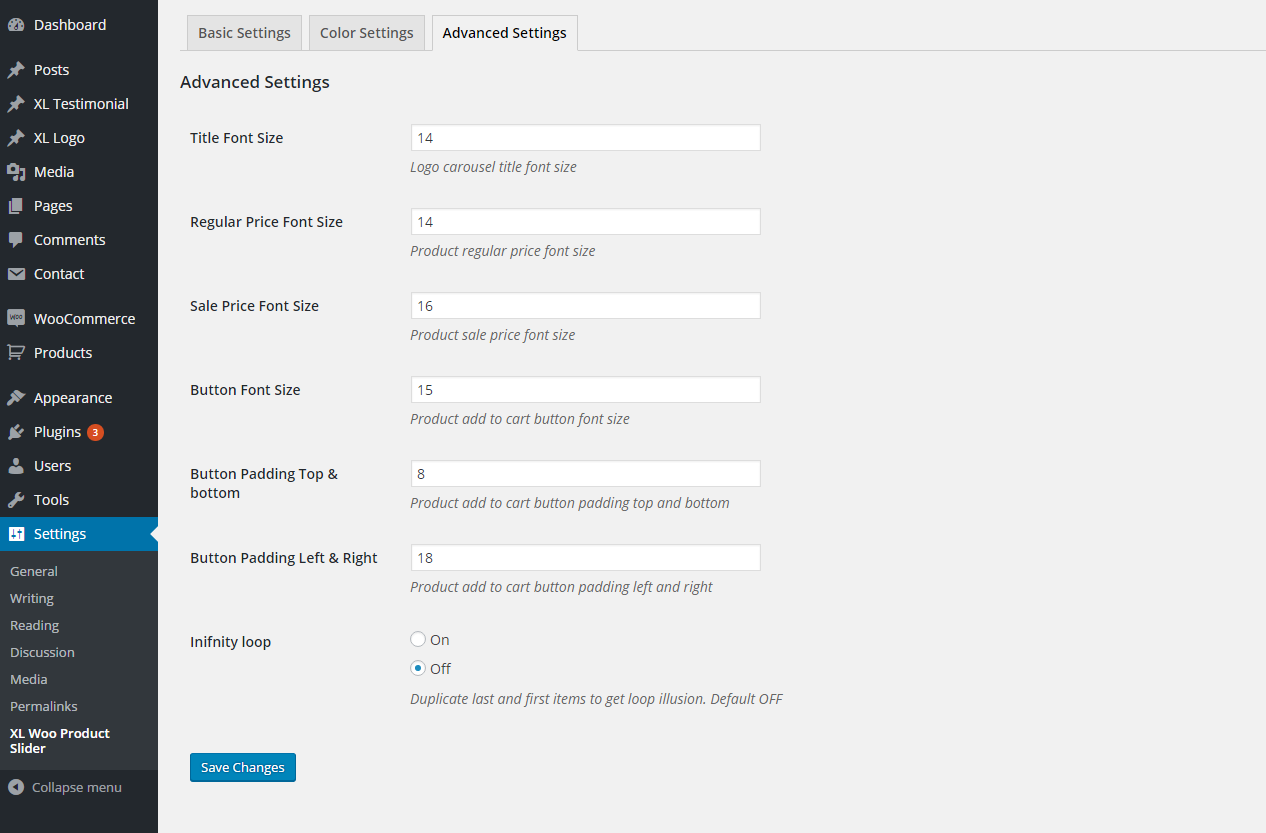 Dashboard
Posts
XL Testimonial
XL Logo
Media
Pages
Comments
Contact
WOO
WooCommerce
Products
Appearance
Plugins 3
Users
Tools
Settings
General
Writing
Reading
Discussion
Media
Permalinks
XL Woo Product
Slider
Collapse menu
Basic Settings
Color Settings
Advanced Settings
Advanced Settings
Title Font Size
14
Logo carousel title font size
Regular Price Font Size
14
Product regular price font size
Sale Price Font Size
16
Product sale price font size
Button Font Size
15
Product add to cart button font size
Button Padding Top &
bottom
8
Product add to cart button padding top and bottom
Button Padding Left & Right
18
Product add to cart button padding left and right
Inifnity loop
On
Off
Duplicate last and first items to get loop illusion. Default OFF
Save Changes